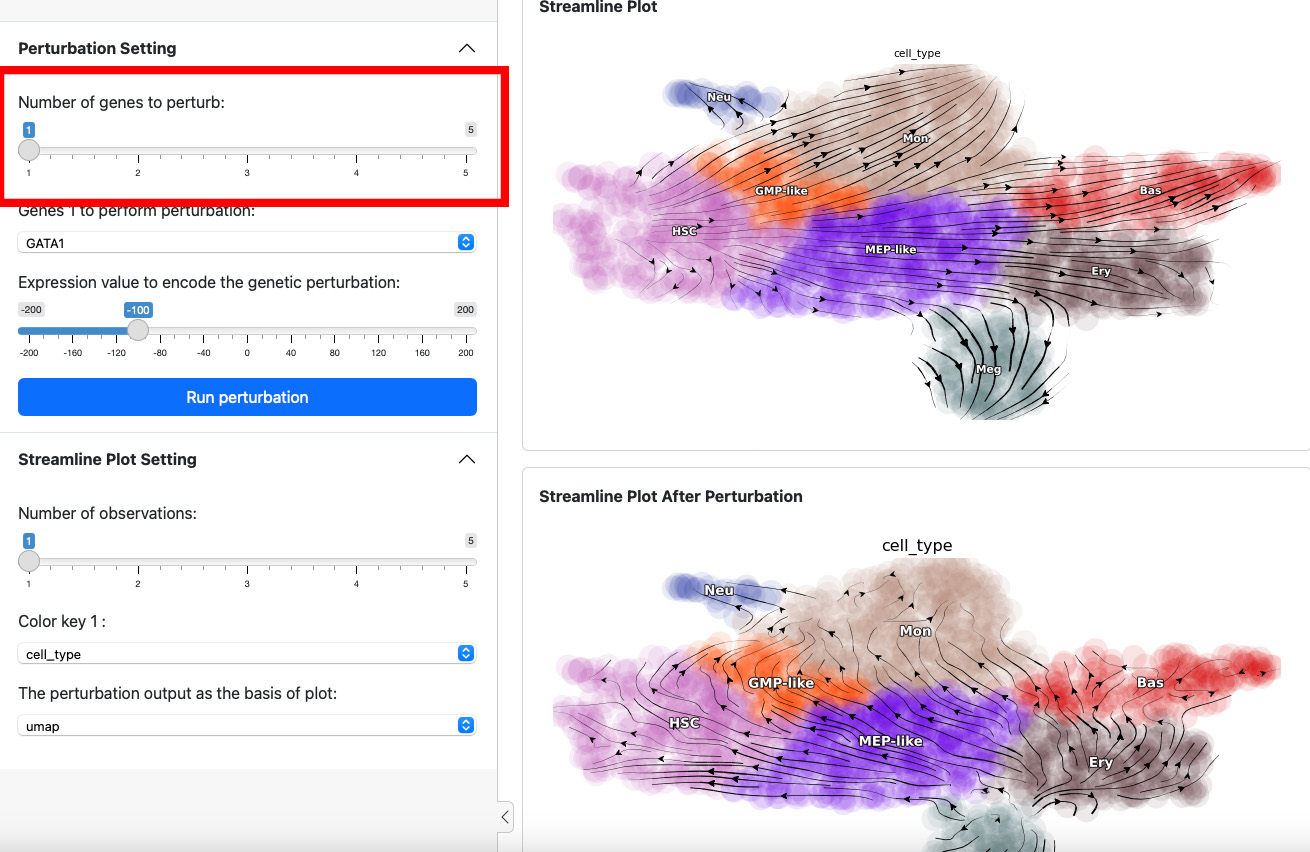 Perturbation Setting
Number of genes to perturb:
1 5
1 2 3 4 5
Genes 1 to perform perturbation:
GATA1
Expression value to encode the genetic perturbation:
-200 -100 200
-200 -160 -120 -80 -40 0 40 80 120 160 200
Run perturbation
Streamline Plot Setting
Number of observations:
1 5
1 2 3 4 5
Color key 1 :
cell_type
The perturbation output as the basis of plot:
umap
Streamline Plot
cell_type
Neu
Mon
GMP-like
Bas
HSC
MEP-like
Ery
Meg
Streamline Plot After Perturbation
cell_type
Neu
Mon
GMP-like
Bas
HSC
MEP-like
Ery